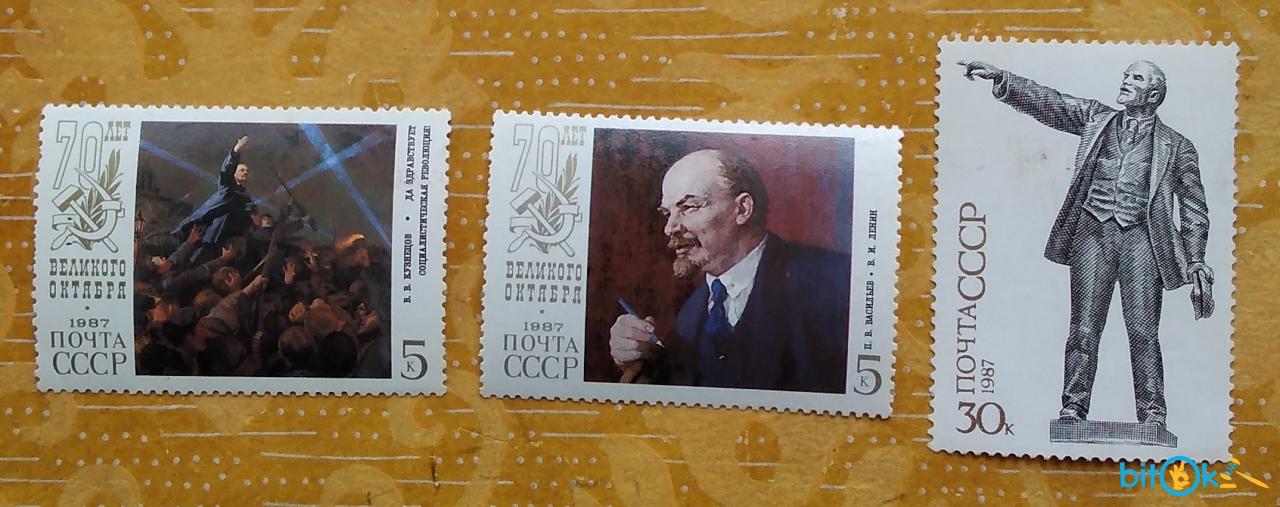 70 ЛЕТ
ВЕЛИКОГО
ОКТЯБРЯ
1987
ПОЧТА
СССР
В. В. КУЗНЕЦОВ • ДА ЗДРАВСТВУЕТ
СОЦИАЛИСТИЧЕСКАЯ РЕВОЛЮЦИЯ!
5 К
70 ЛЕТ
ВЕЛИКОГО
ОКТЯБРЯ
1987
ПОЧТА
СССР
П. В. ВАСИЛЬЕВ • В. И. ЛЕНИН
5 К
ПОЧТА СССР
1987
30 К
bitOk